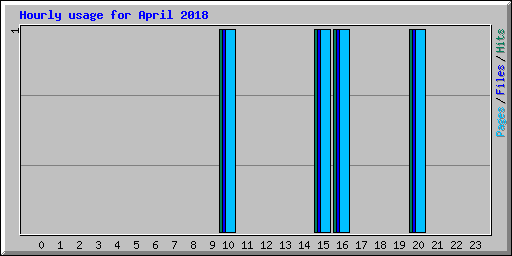 Hourly usage for April 2018
1
Pages/Files/Hits
0 1 2 3 4 5 6 7 8 9 10 11 12 13 14 15 16 17 18 19 20 21 22 23